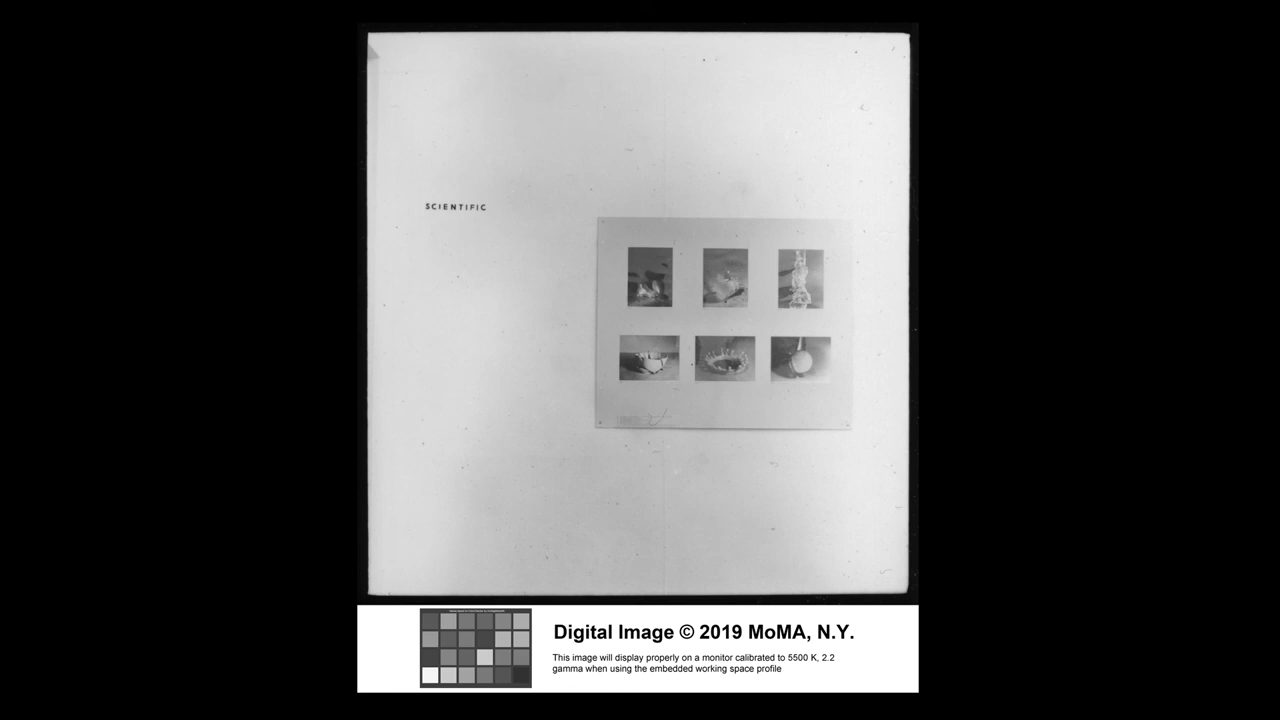 SCIENTIFIC
Digital Image © 2019 MoMA, N.Y.
This image will display properly on a monitor calibrated to 5500 K, 2.2
gamma when using the embedded working space profile